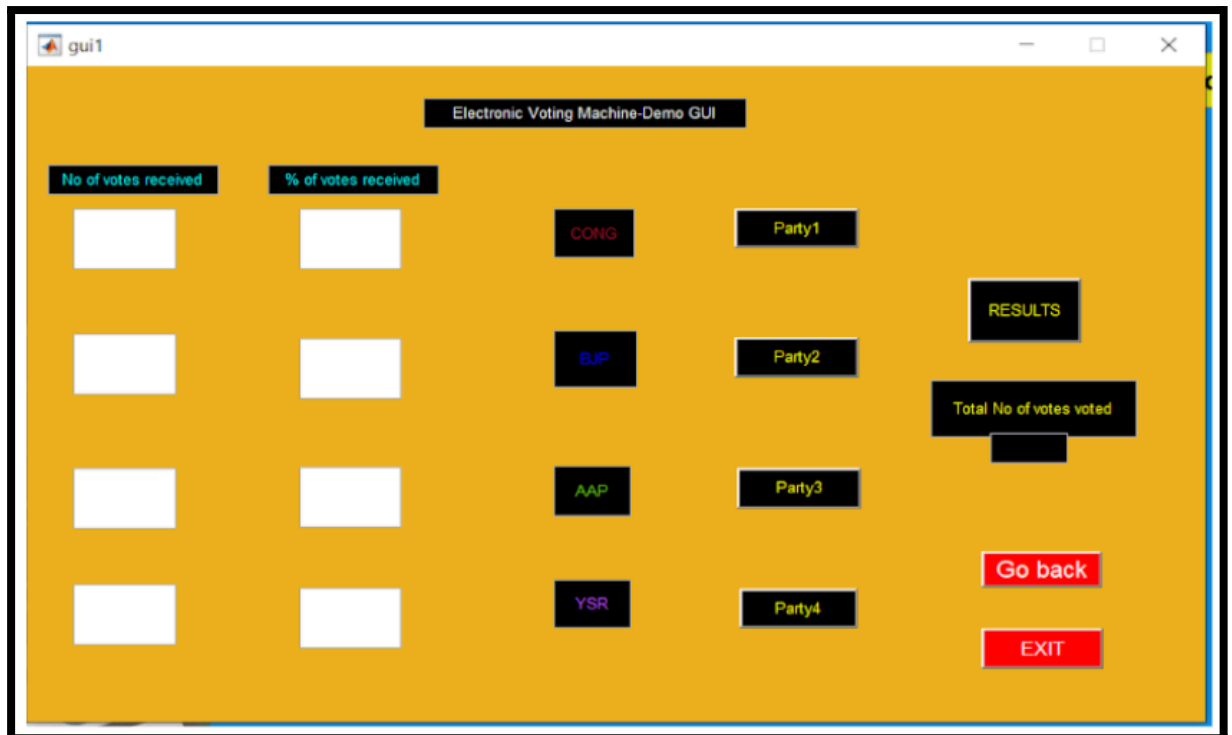 gui1
Electronic Voting Machine-Demo GUI
No of votes received % of votes received
CONG Party1
RESULTS
BJP Party2
Total No of votes voted
AAP Party3
Go back
YSR Party4
EXIT